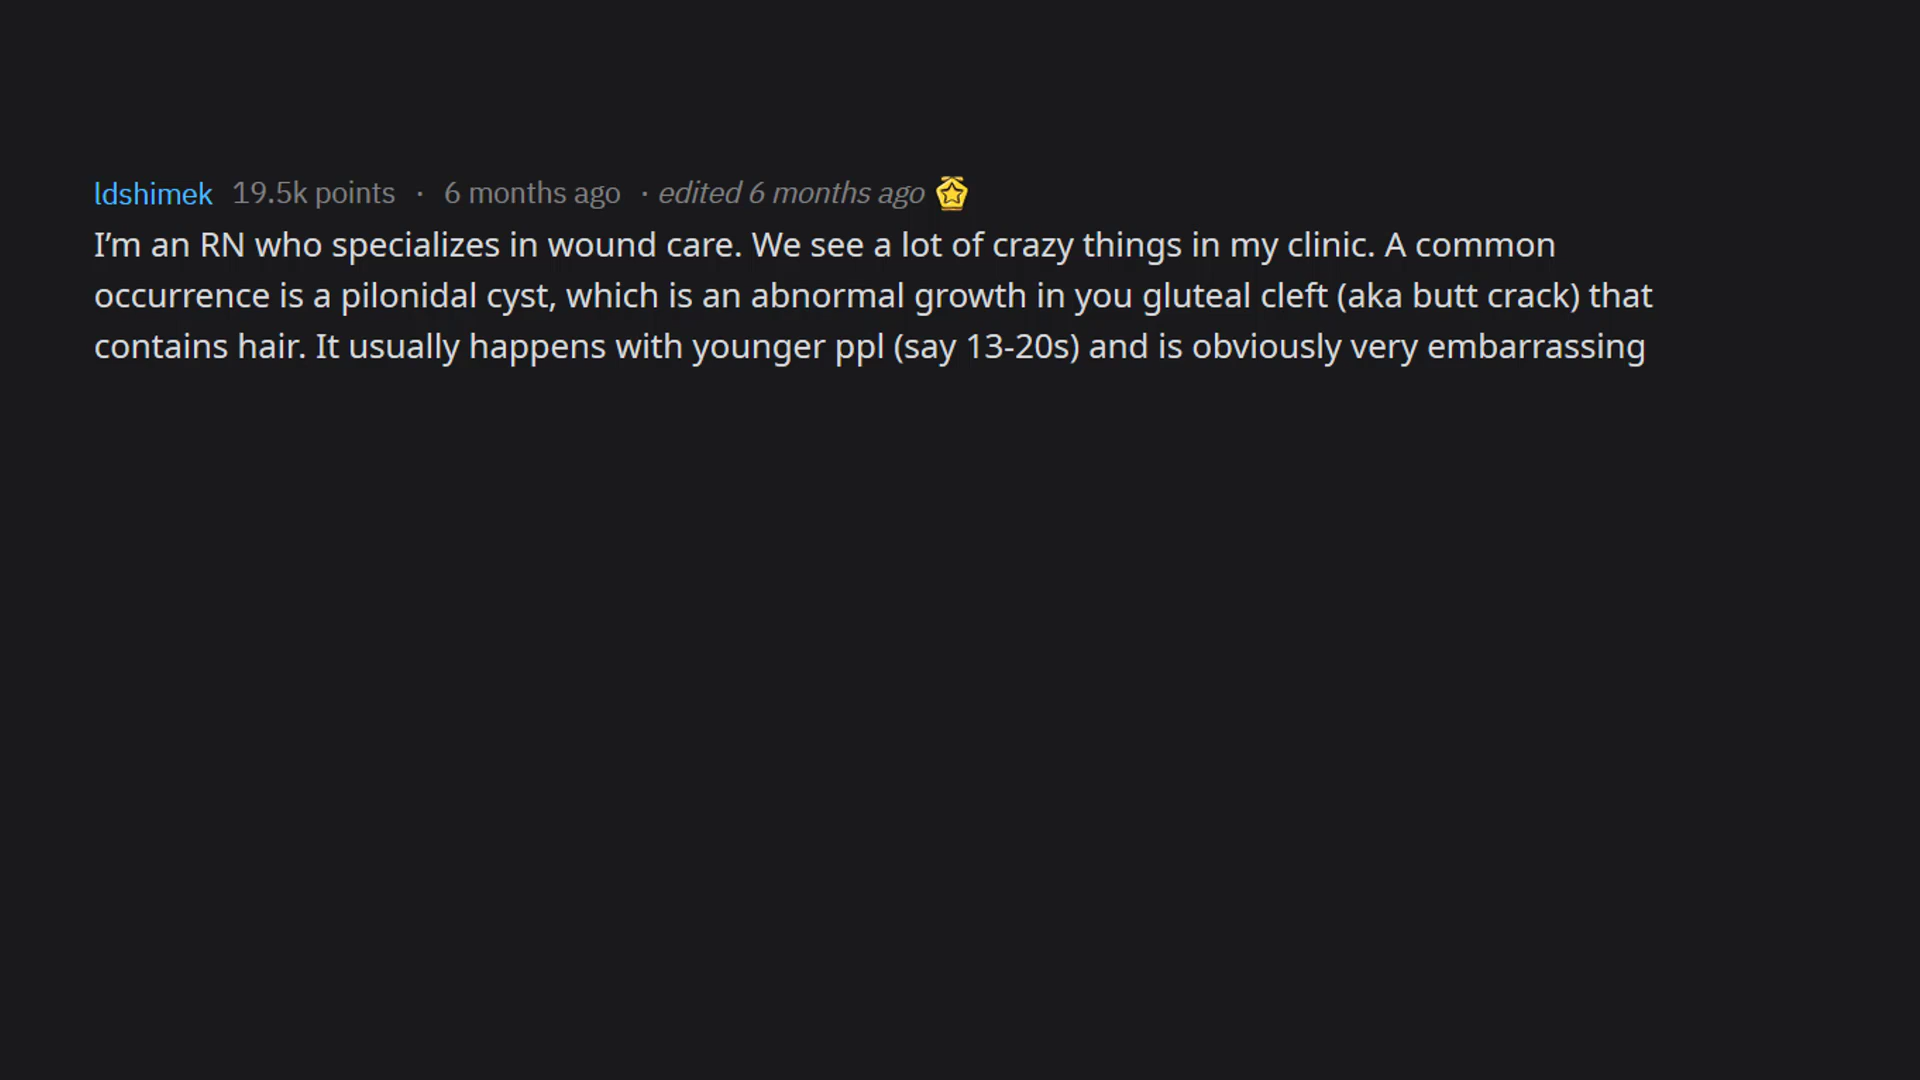 ldshimek 19.5k points · 6 months ago · edited 6 months ago
I’m an RN who specializes in wound care. We see a lot of crazy things in my clinic. A common
occurrence is a pilonidal cyst, which is an abnormal growth in you gluteal cleft (aka butt crack) that
contains hair. It usually happens with younger ppl (say 13-20s) and is obviously very embarrassing